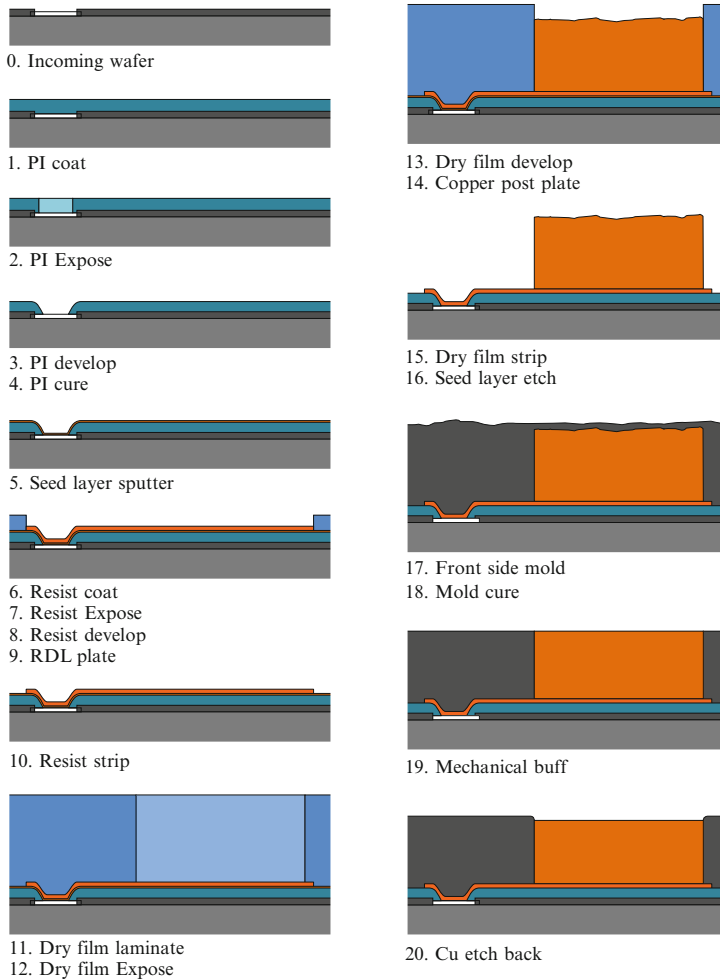 0. Incoming wafer
1. PI coat
2. PI Expose
3. PI develop
4. PI cure
5. Seed layer sputter
6. Resist coat
7. Resist Expose
8. Resist develop
9. RDL plate
10. Resist strip
11. Dry film laminate
12. Dry film Expose
13. Dry film develop
14. Copper post plate
15. Dry film strip
16. Seed layer etch
17. Front side mold
18. Mold cure
19. Mechanical buff
20. Cu etch back